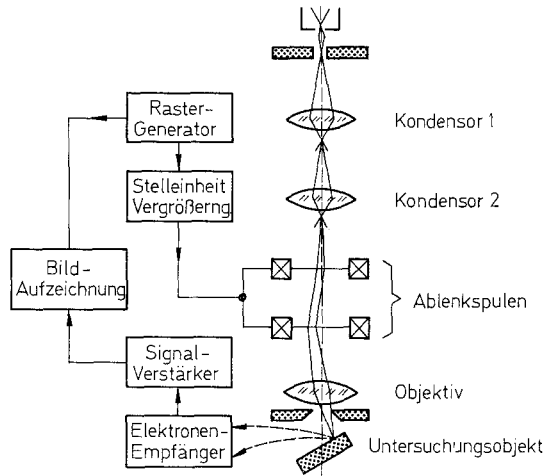 Raster-
Generator
Kondensor 1
Stelleinheit
Vergrößerng.
Kondensor 2
Bild-
Aufzeichnung
Ablenkspulen
Signal-
Verstärker
Objektiv
Elektronen-
Empfänger
Untersuchungsobjekt